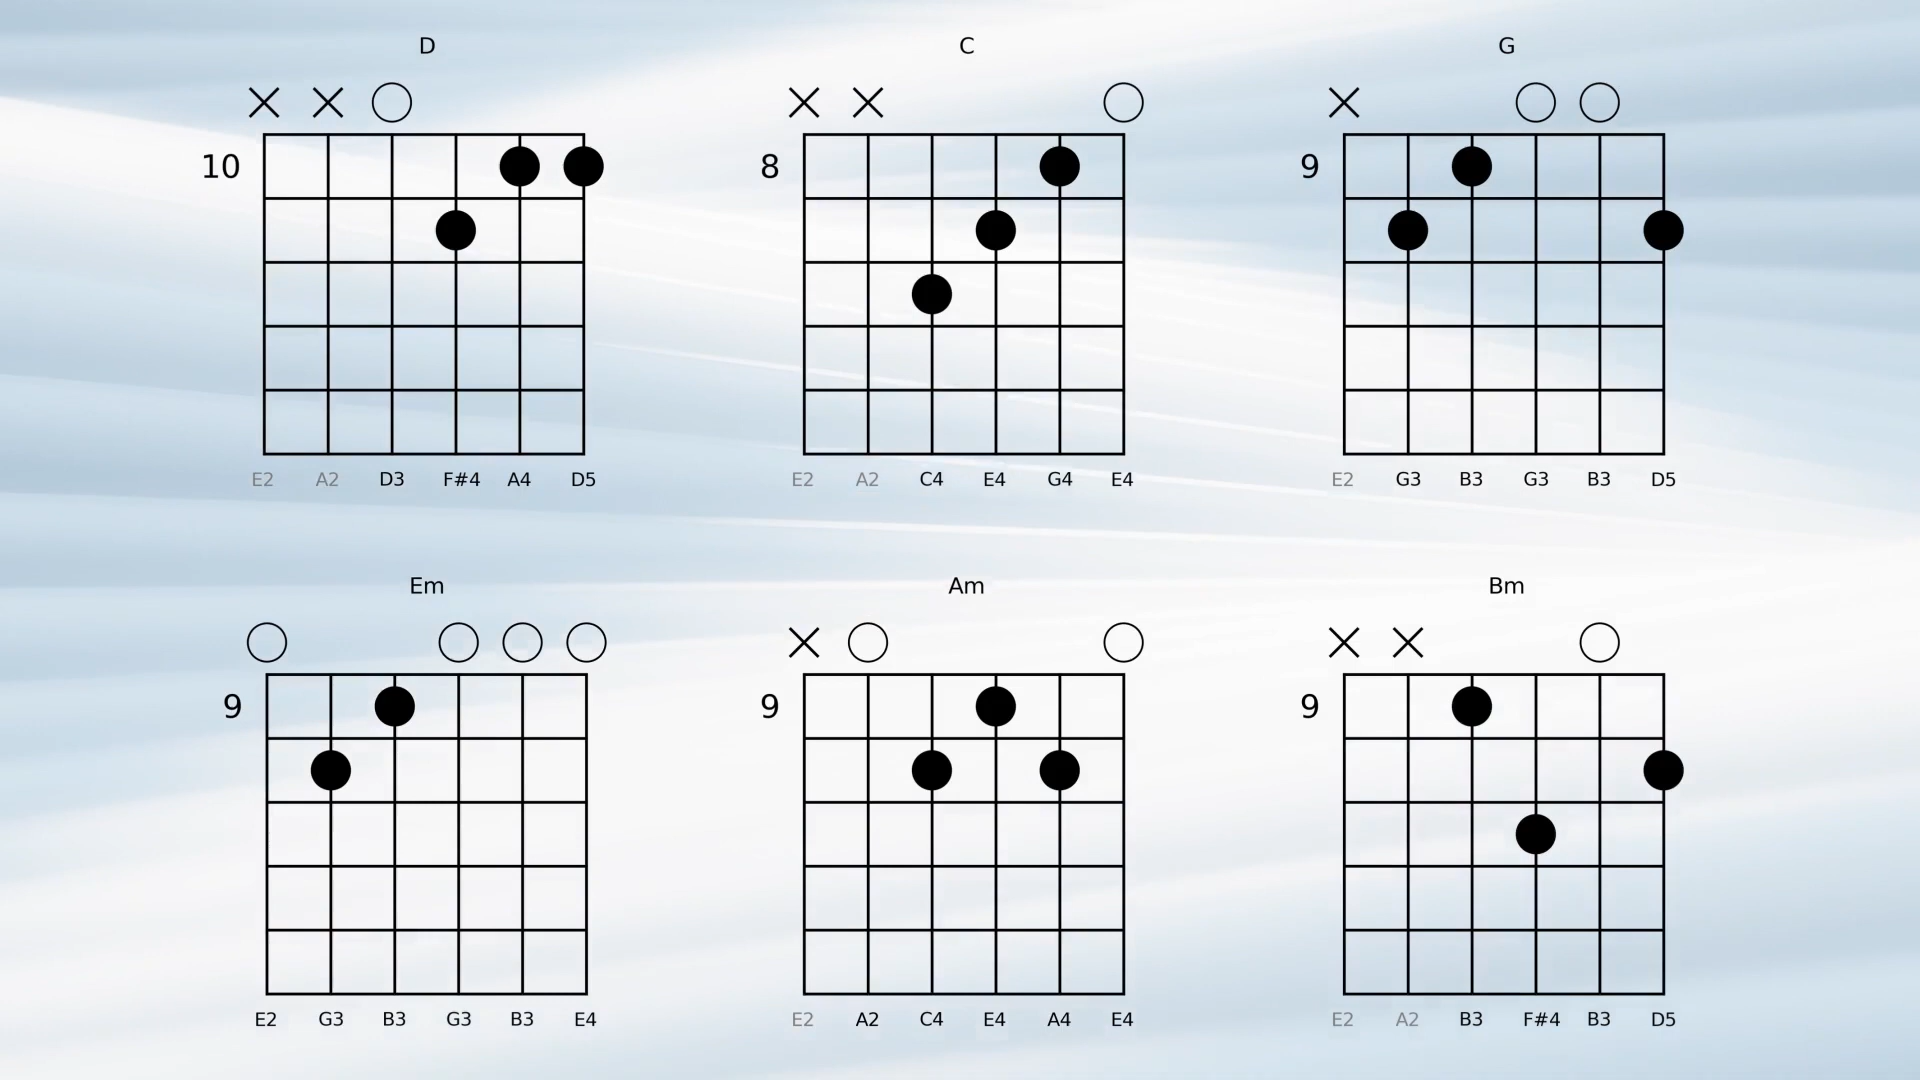 D
10
E2 A2 D3 F#4 A4 D5
C
8
E2 A2 C4 E4 G4 E4
G
9
E2 G3 B3 G3 B3 D5
Em
9
E2 G3 B3 G3 B3 E4
Am
9
E2 A2 C4 E4 A4 E4
Bm
9
E2 A2 B3 F#4 B3 D5